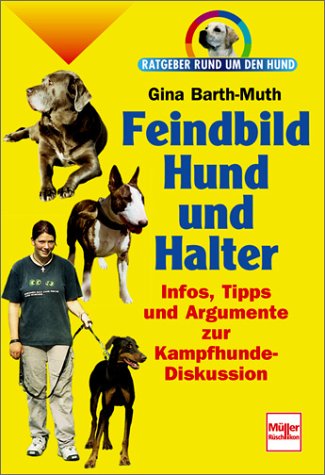 RATGEBER RUND UM DEN HUND
Gina Barth-Muth
Feindbild
Hund
und
Halter
Infos, Tipps
und Argumente
zur
Kampfhunde-
Diskussion
Müller
Rüschlikon